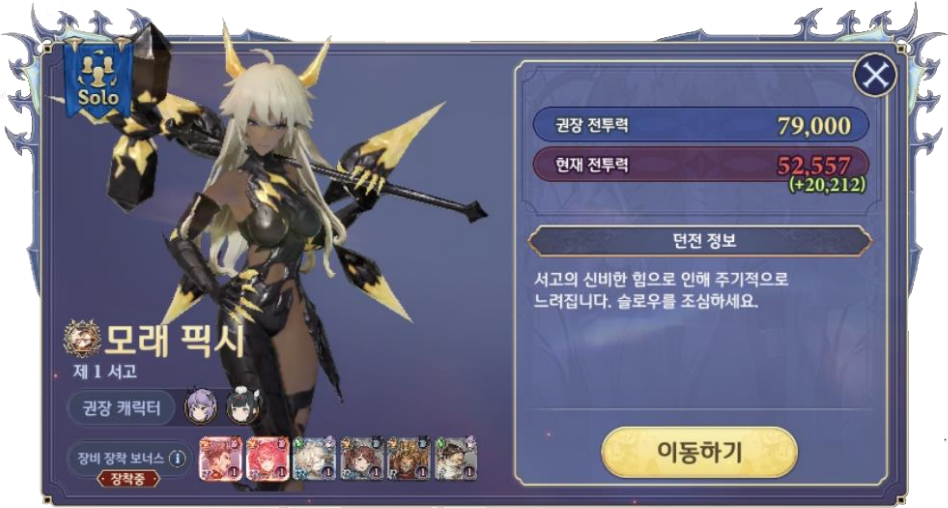 Solo
권장 전투력 79,000
현재 전투력 52,557
(+20,212)
던전 정보
서고의 신비한 힘으로 인해 주기적으로
느려집니다. 슬로우를 조심하세요.
모래 픽시
제 1 서고
권장 캐릭터
장비 장착 보너스 i
장착중
이동하기